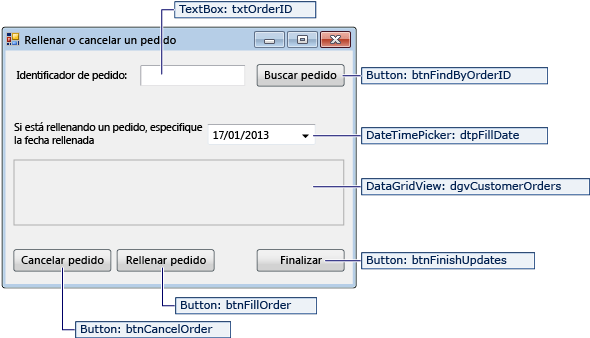 TextBox: txtOrderID
Rellenar o cancelar un pedido
Identificador de pedido:
Buscar pedido
Button: btnFindByOrderID
Si está rellenando un pedido, especifique
la fecha rellenada
17/01/2013
DateTimePicker: dtpFillDate
DataGridView: dgvCustomerOrders
Cancelar pedido
Rellenar pedido
Finalizar
Button: btnFinishUpdates
Button: btnFillOrder
Button: btnCancelOrder